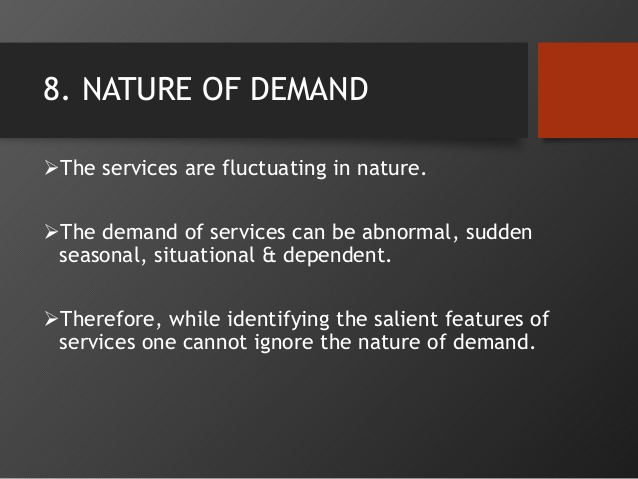 8. NATURE OF DEMAND
➢The services are fluctuating in nature.
➢The demand of services can be abnormal, sudden
seasonal, situational & dependent.
➢Therefore, while identifying the salient features of
services one cannot ignore the nature of demand.